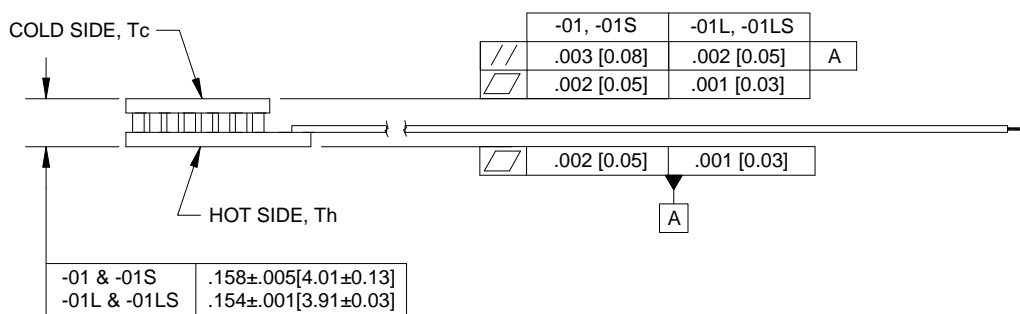 COLD SIDE, Tc
-01, -01S -01L, -01LS
// .003 [0.08] .002 [0.05] A
.002 [0.05] .001 [0.03]
.002 [0.05] .001 [0.03]
A
HOT SIDE, Th
-01 & -01S .158±.005[4.01±0.13]
-01L & -01LS .154±.001[3.91±0.03]